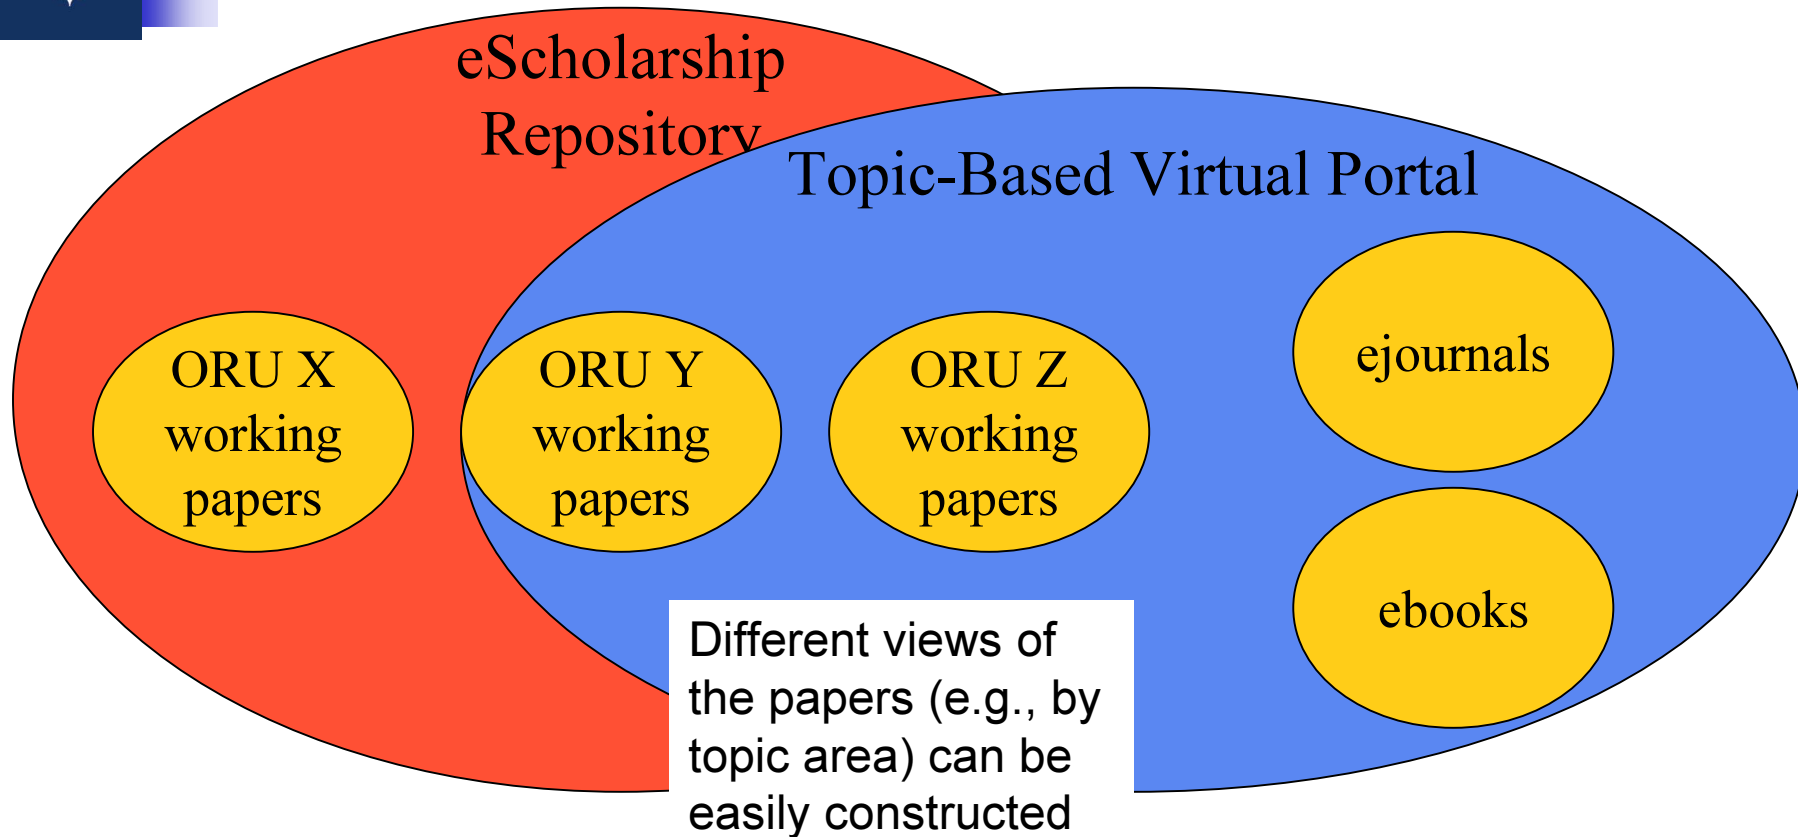 eScholarship
Repository
Topic-Based Virtual Portal
ORU X
working
papers
ORU Y
working
papers
ORU Z
working
papers
ejournals
ebooks
Different views of
the papers (e.g., by
topic area) can be
easily constructed